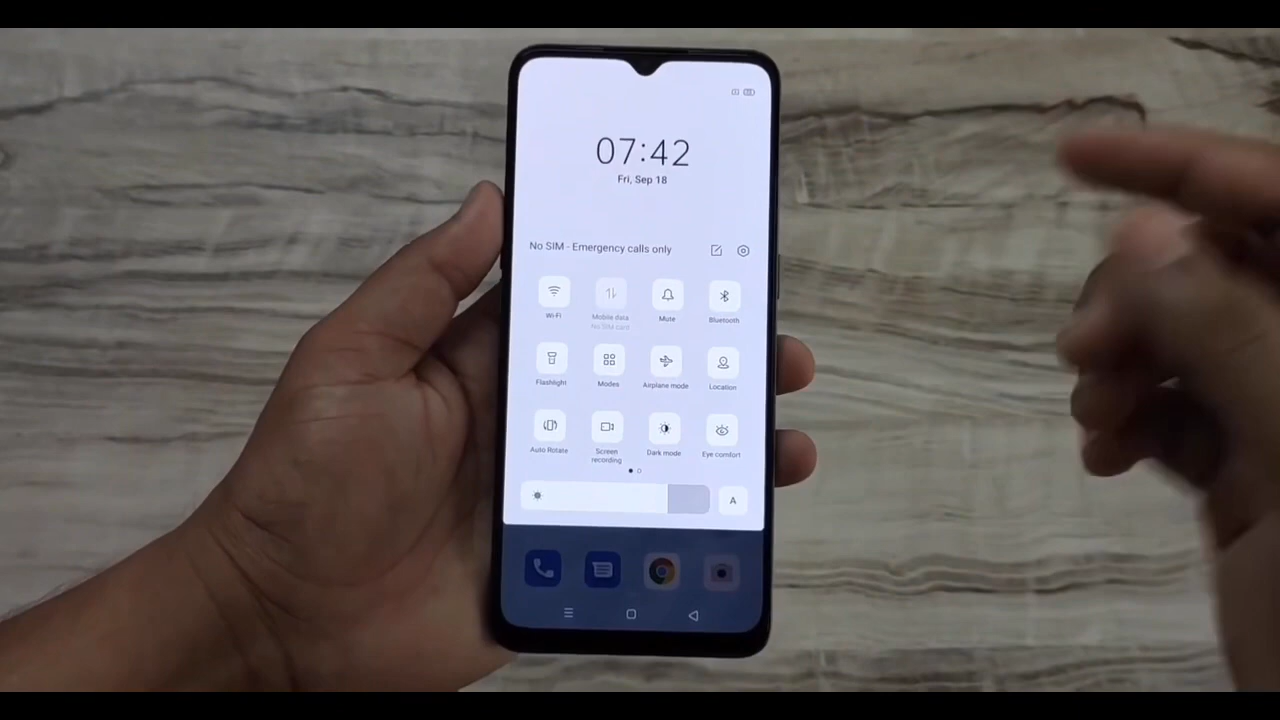 07:42
Fri, Sep 18
No SIM - Emergency calls only
Wi-Fi
Mobile data
No SIM card
Mute
Bluetooth
Flashlight
Modes
Airplane mode
Location
Auto Rotate
Screen
recording
Dark mode
Eye comfort
A